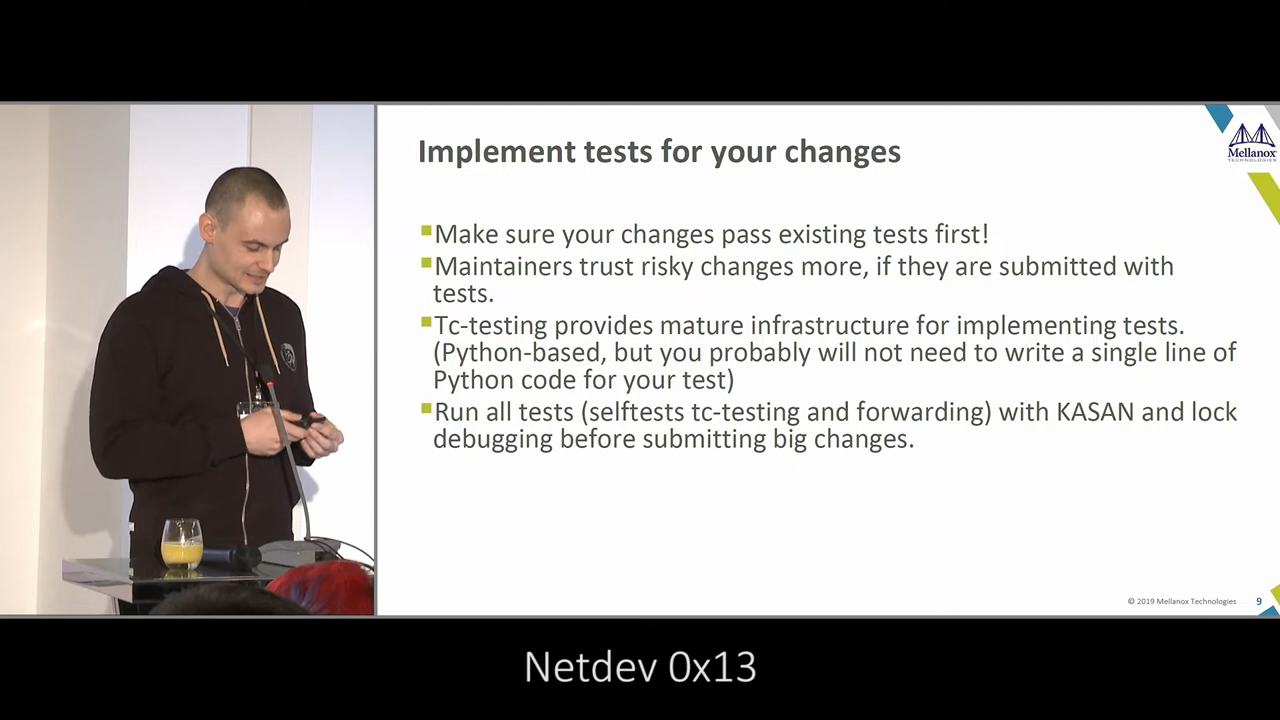 Implement tests for your changes
Mellanox
TECHNOLOGIES
▪Make sure your changes pass existing tests first!
▪Maintainers trust risky changes more, if they are submitted with
tests.
▪Tc-testing provides mature infrastructure for implementing tests.
(Python-based, but you probably will not need to write a single line of
Python code for your test)
▪Run all tests (selftests tc-testing and forwarding) with KASAN and lock
debugging before submitting big changes.
© 2019 Mellanox Technologies 9
Netdev 0x13